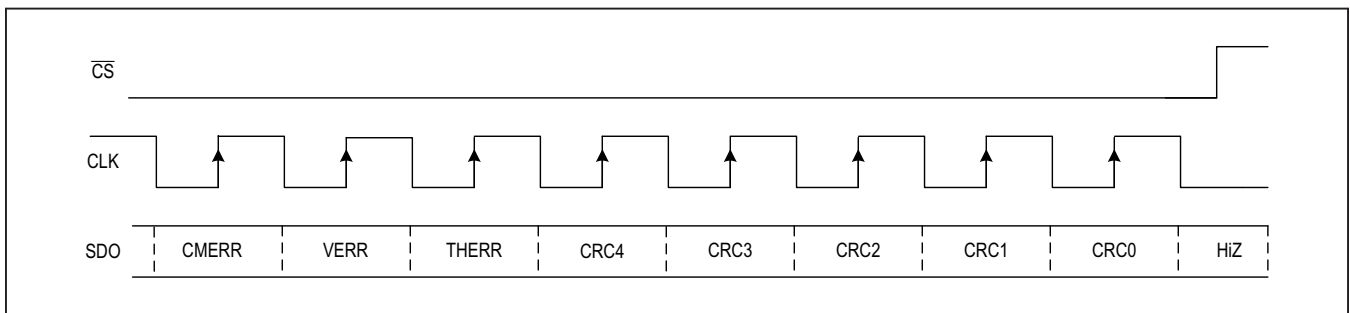 CS
CLK
SDO CMERR VERR THERR CRC4 CRC3 CRC2 CRC1 CRC0 HiZ